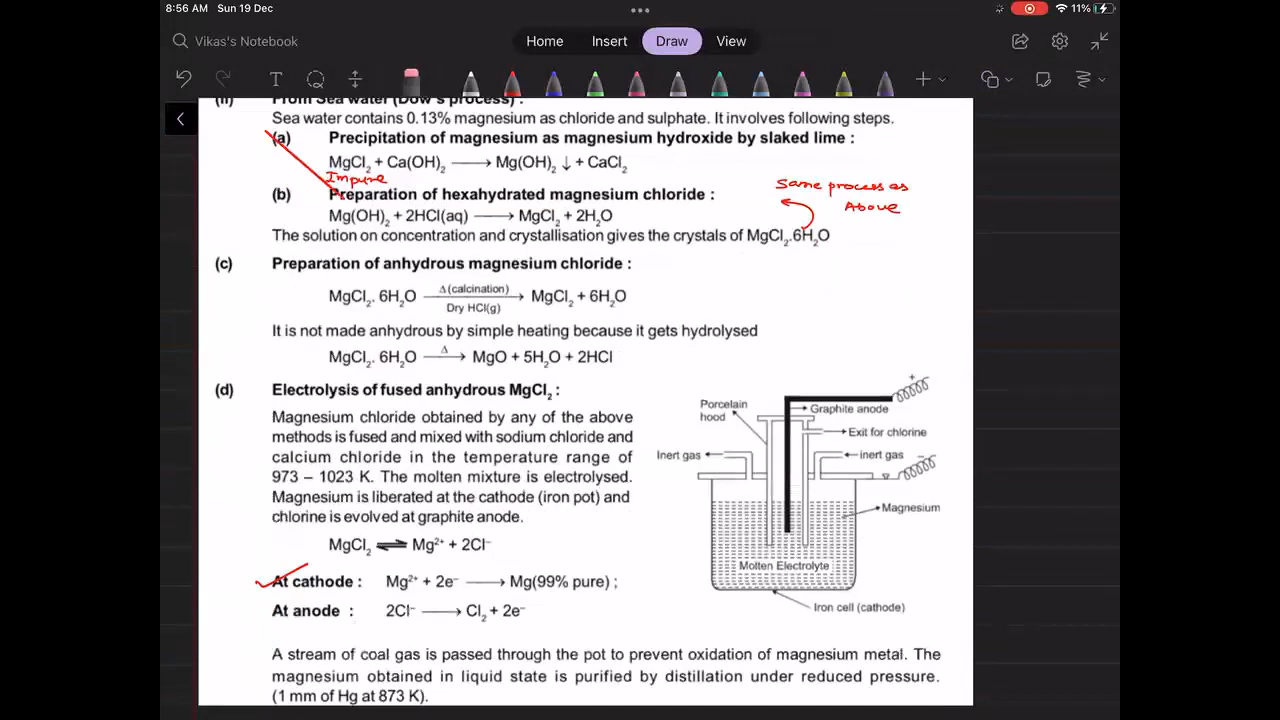 8:56 AM Sun 19 Dec
11%
Vikas's Notebook
Home Insert Draw View
(ii) From Sea water (Dow's process) :
Sea water contains 0.13% magnesium as chloride and sulphate. It involves following steps.
(a) Precipitation of magnesium as magnesium hydroxide by slaked lime :
MgCl₂ + Ca(OH)₂ ⟶ Mg(OH)₂ ↓ + CaCl₂
Impure
Same process as
Above
(b) Preparation of hexahydrated magnesium chloride :
Mg(OH)₂ + 2HCl(aq) ⟶ MgCl₂ + 2H₂O
The solution on concentration and crystallisation gives the crystals of MgCl₂.6H₂O
(c) Preparation of anhydrous magnesium chloride :
Δ(calcination)
MgCl₂. 6H₂O ⟶ MgCl₂ + 6H₂O
Dry HCl(g)
It is not made anhydrous by simple heating because it gets hydrolysed
Δ
MgCl₂. 6H₂O ⟶ MgO + 5H₂O + 2HCl
(d) Electrolysis of fused anhydrous MgCl₂ :
Magnesium chloride obtained by any of the above
methods is fused and mixed with sodium chloride and
calcium chloride in the temperature range of
973 – 1023 K. The molten mixture is electrolysed.
Magnesium is liberated at the cathode (iron pot) and
chlorine is evolved at graphite anode.
MgCl₂ ⇌ Mg²⁺ + 2Cl⁻
At cathode : Mg²⁺ + 2e⁻ ⟶ Mg(99% pure) ;
At anode : 2Cl⁻ ⟶ Cl₂ + 2e⁻
+
Porcelain
hood
Graphite anode
Exit for chlorine
Inert gas
inert gas
–
Magnesium
Molten Electrolyte
Iron cell (cathode)
A stream of coal gas is passed through the pot to prevent oxidation of magnesium metal. The
magnesium obtained in liquid state is purified by distillation under reduced pressure.
(1 mm of Hg at 873 K).